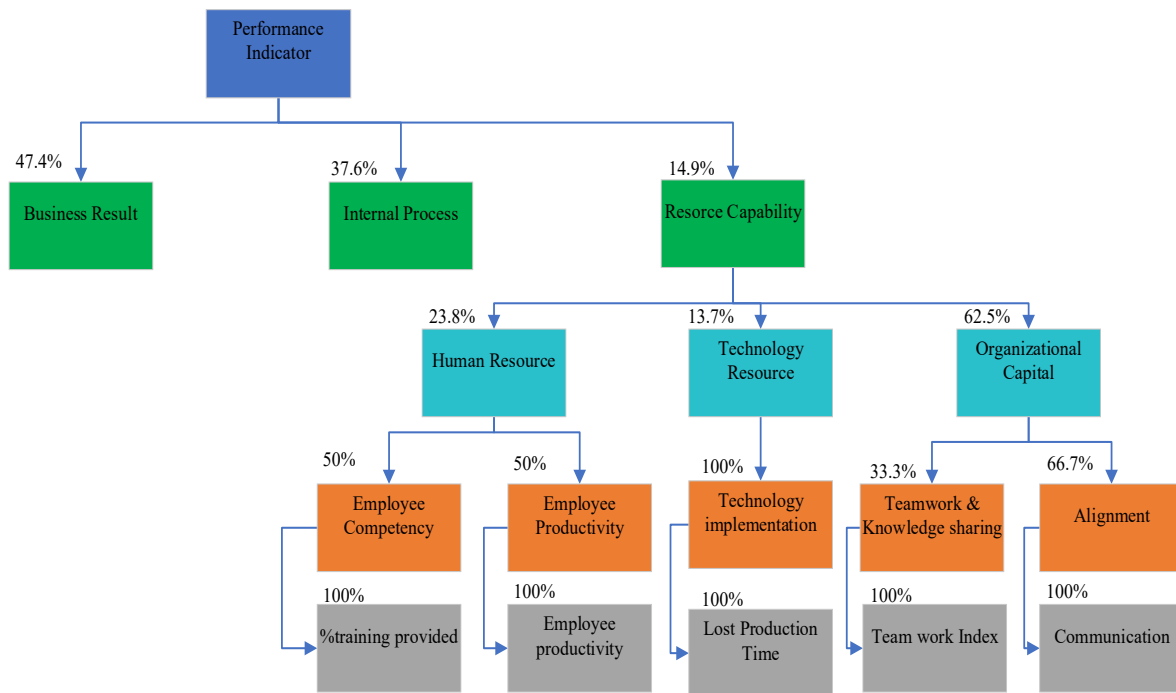 Performance
Indicator
47.4%
37.6%
14.9%
Business Result
Internal Process
Resorce Capability
23.8%
13.7%
62.5%
Human Resource
Technology
Resource
Organizational
Capital
50%
50%
100%
33.3%
66.7%
Employee
Competency
Employee
Productivity
Technology
implementation
Teamwork &
Knowledge sharing
Alignment
100%
100%
100%
100%
100%
%training provided
Employee
productivity
Lost Production
Time
Team work Index
Communication